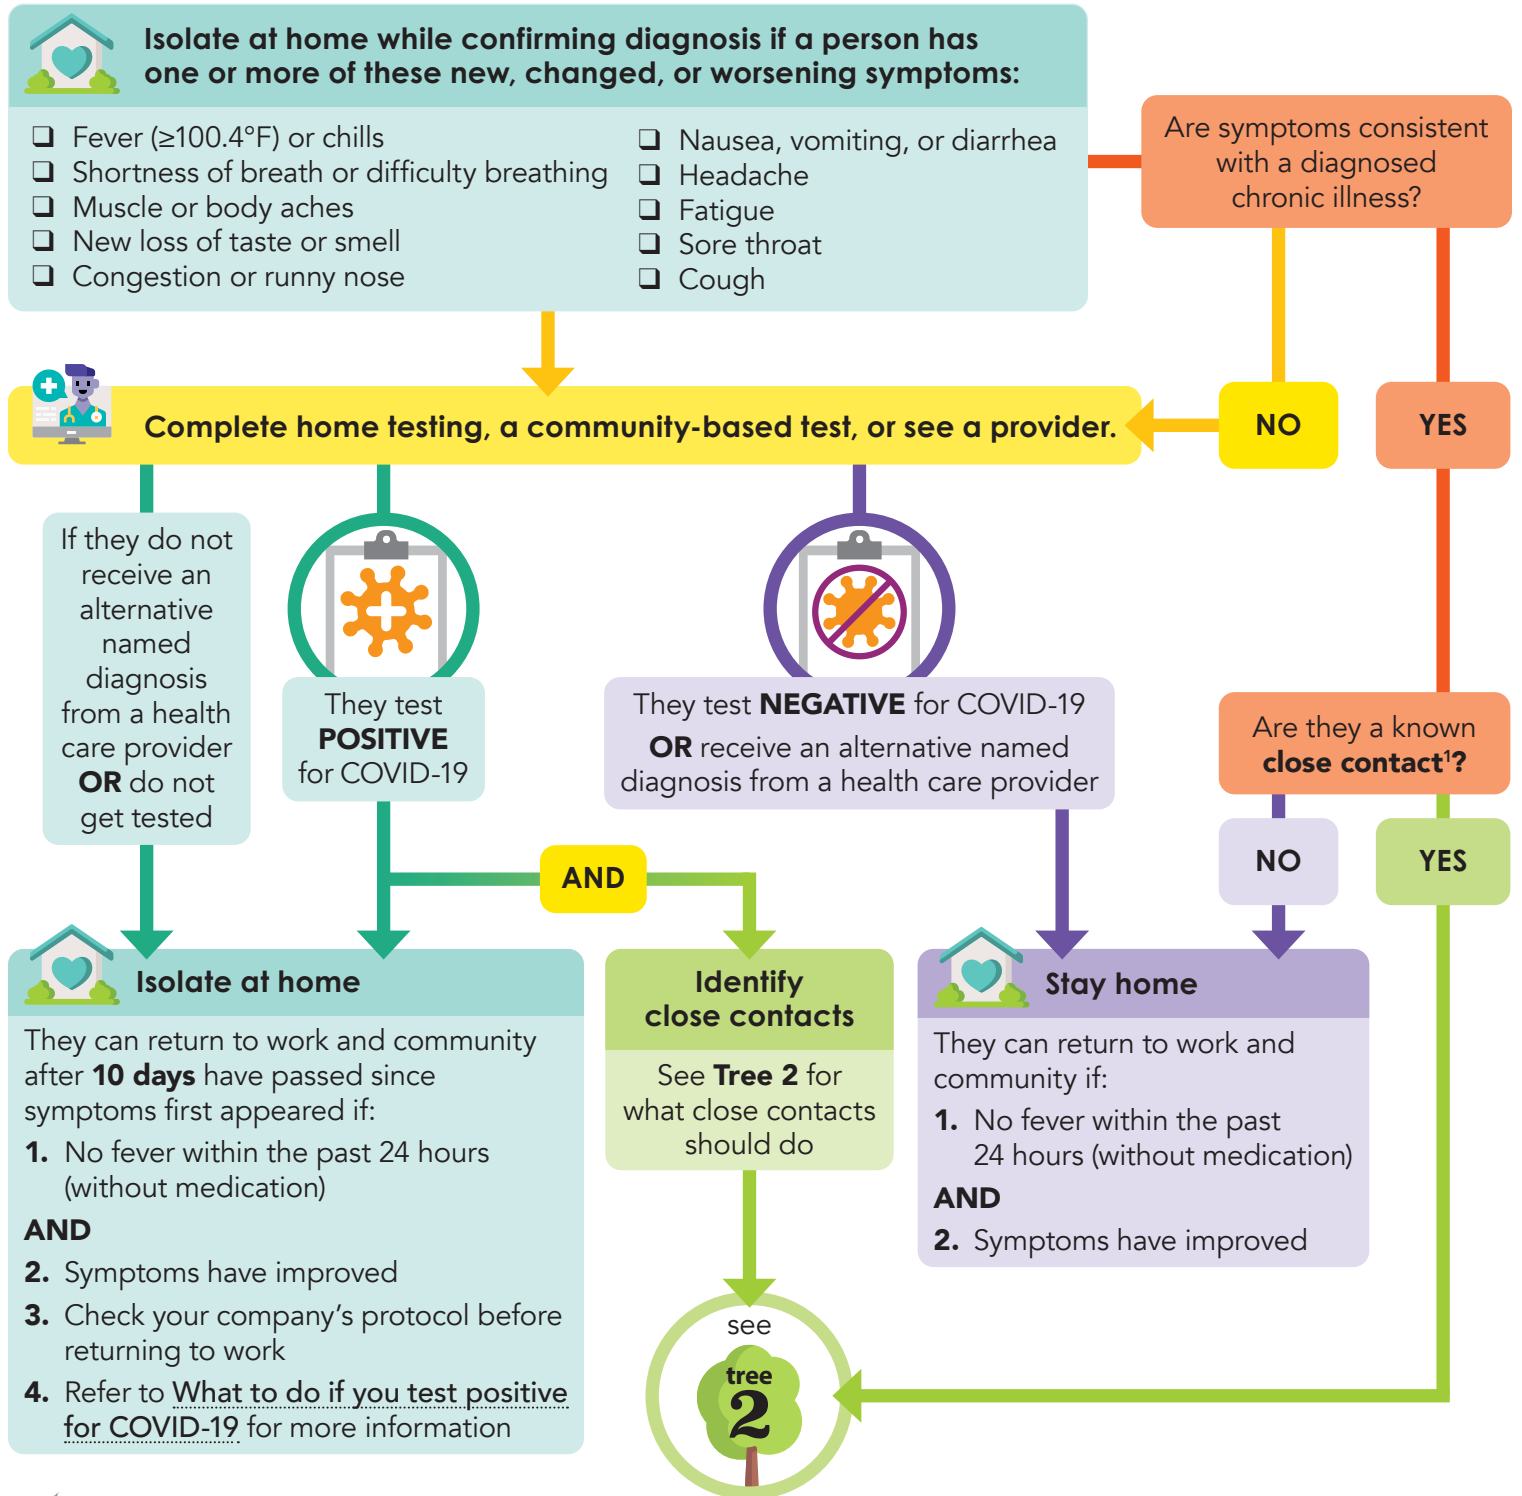 Isolate at home while confirming diagnosis if a person has
one or more of these new, changed, or worsening symptoms:
❑ Fever (≥100.4°F) or chills
❑ Shortness of breath or difficulty breathing
❑ Muscle or body aches
❑ New loss of taste or smell
❑ Congestion or runny nose
❑ Nausea, vomiting, or diarrhea
❑ Headache
❑ Fatigue
❑ Sore throat
❑ Cough
Are symptoms consistent
with a diagnosed
chronic illness?
Complete home testing, a community-based test, or see a provider.
NO
YES
If they do not
receive an
alternative
named
diagnosis
from a health
care provider
OR do not
get tested
They test
POSITIVE
for COVID-19
They test NEGATIVE for COVID-19
OR receive an alternative named
diagnosis from a health care provider
Are they a known
close contact¹?
NO
YES
AND
Isolate at home
They can return to work and community
after 10 days have passed since
symptoms first appeared if:
1. No fever within the past 24 hours
(without medication)
AND
2. Symptoms have improved
3. Check your company's protocol before
returning to work
4. Refer to What to do if you test positive
for COVID-19 for more information
Identify
close contacts
See Tree 2 for
what close contacts
should do
see
tree
2
Stay home
They can return to work and
community if:
1. No fever within the past
24 hours (without medication)
AND
2. Symptoms have improved